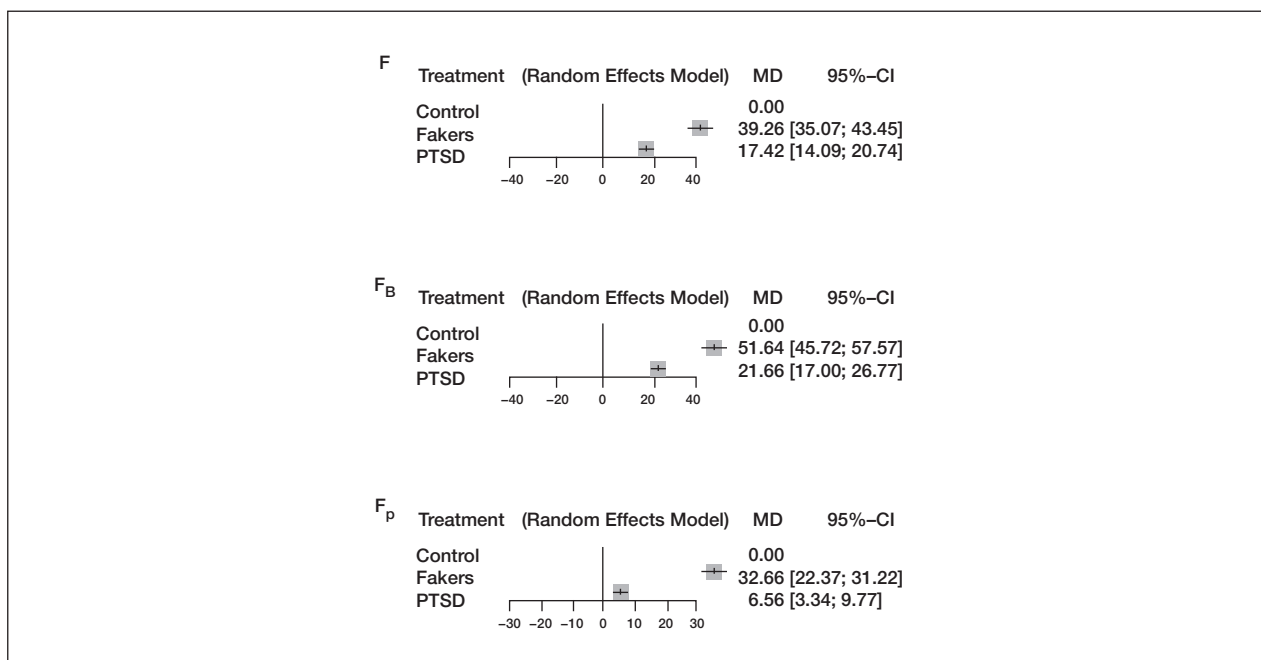 F Treatment (Random Effects Model) MD 95%–CI
Control 0.00
Fakers 39.26 [35.07; 43.45]
PTSD 17.42 [14.09; 20.74]
–40 –20 0 20 40
F_B Treatment (Random Effects Model) MD 95%–CI
Control 0.00
Fakers 51.64 [45.72; 57.57]
PTSD 21.66 [17.00; 26.77]
–40 –20 0 20 40
F_p Treatment (Random Effects Model) MD 95%–CI
Control 0.00
Fakers 32.66 [22.37; 31.22]
PTSD 6.56 [3.34; 9.77]
–30 –20 –10 0 10 20 30